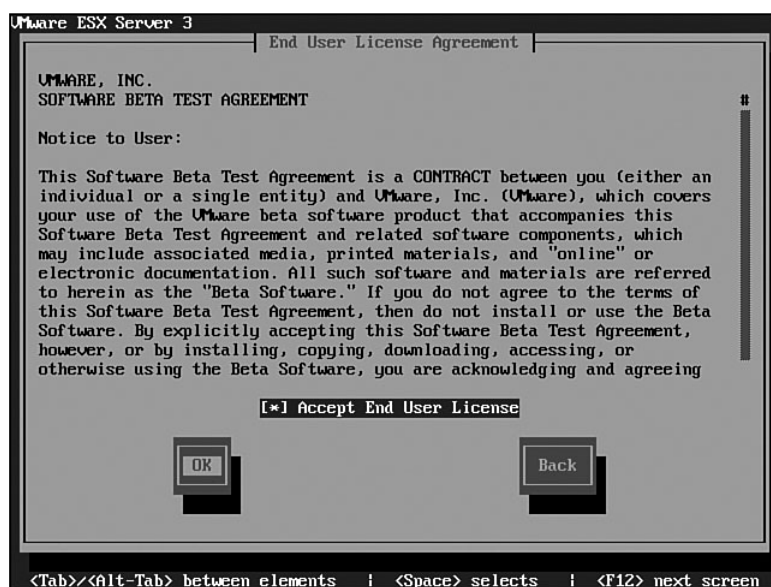 VMware ESX Server 3
End User License Agreement
VMWARE, INC.
SOFTWARE BETA TEST AGREEMENT
#
Notice to User:
This Software Beta Test Agreement is a CONTRACT between you (either an
individual or a single entity) and VMware, Inc. (VMware), which covers
your use of the VMware beta software product that accompanies this
Software Beta Test Agreement and related software components, which
may include associated media, printed materials, and "online" or
electronic documentation. All such software and materials are referred
to herein as the "Beta Software." If you do not agree to the terms of
this Software Beta Test Agreement, then do not install or use the Beta
Software. By explicitly accepting this Software Beta Test Agreement,
however, or by installing, copying, downloading, accessing, or
otherwise using the Beta Software, you are acknowledging and agreeing
[*] Accept End User License
OK Back
<Tab>/<Alt-Tab> between elements | <Space> selects | <F12> next screen